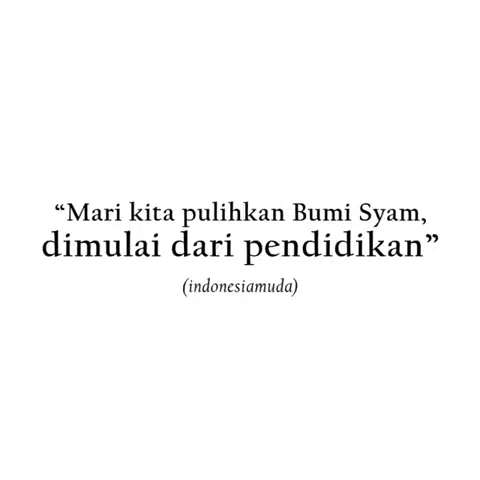 “Mari kita pulihkan Bumi Syam,
dimulai dari pendidikan”
(indonesiamuda)